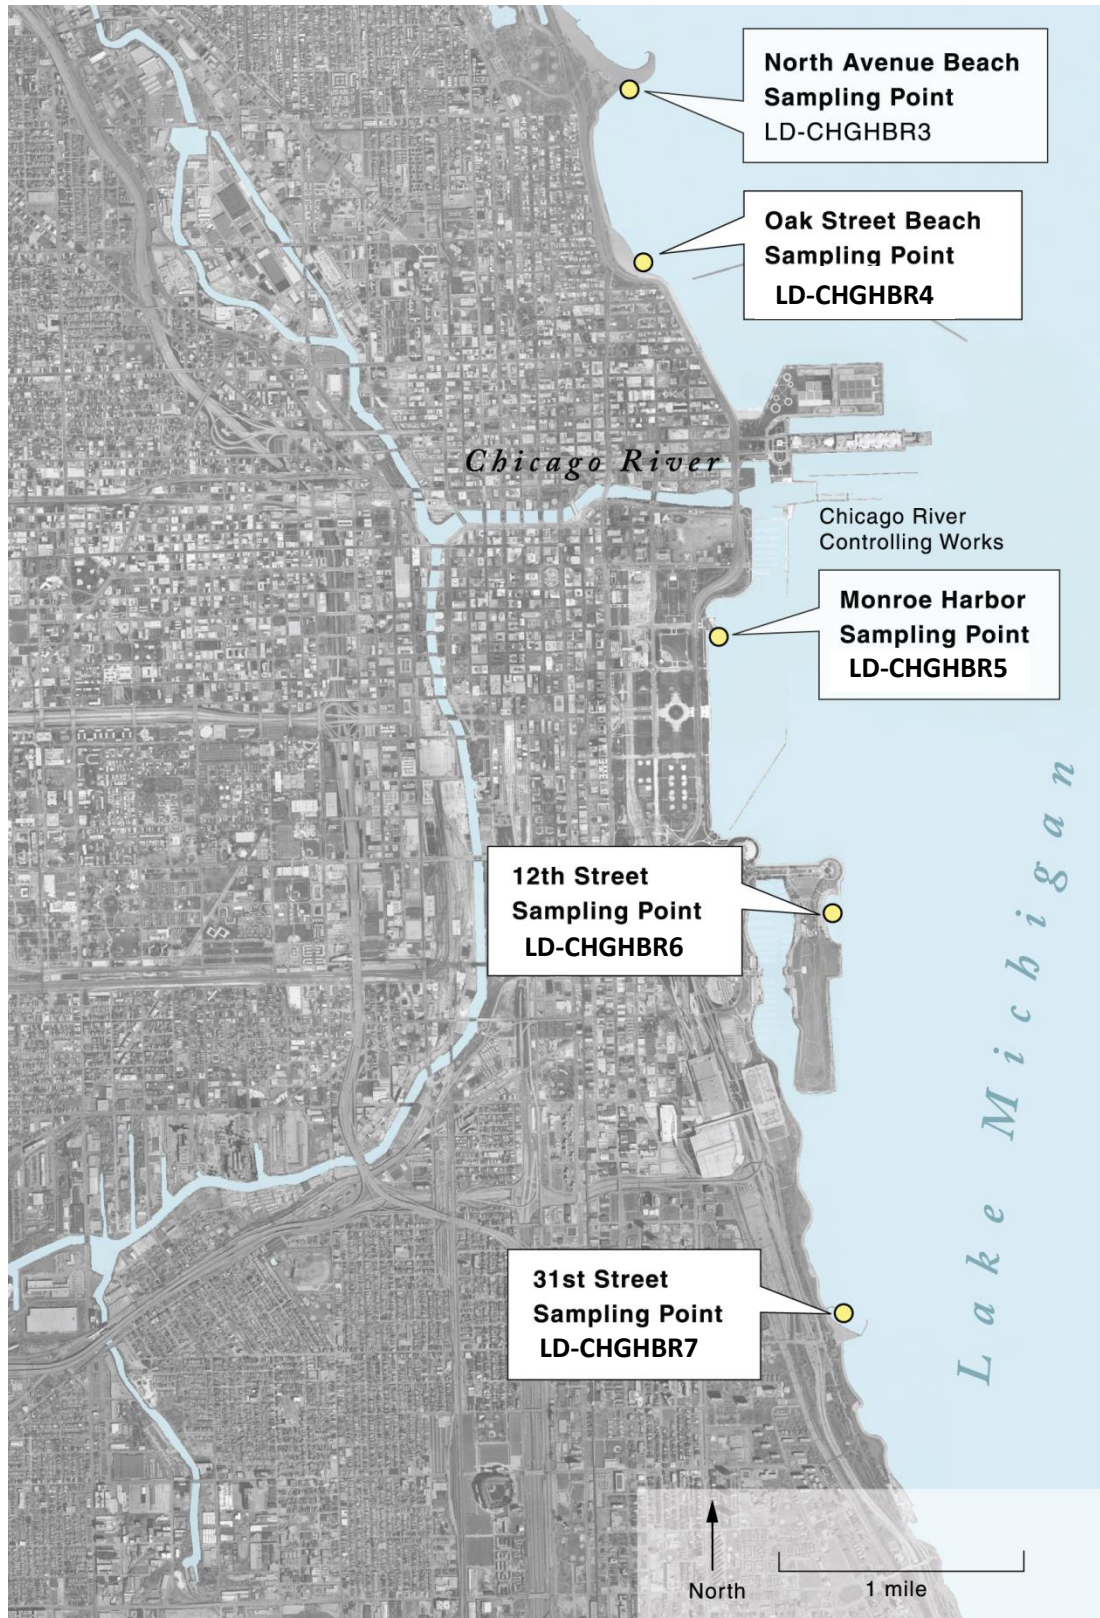 North Avenue Beach
Sampling Point
LD-CHGHBR3
Oak Street Beach
Sampling Point
LD-CHGHBR4
Chicago River
Chicago River
Controlling Works
Monroe Harbor
Sampling Point
LD-CHGHBR5
12th Street
Sampling Point
LD-CHGHBR6
Lake Michigan
31st Street
Sampling Point
LD-CHGHBR7
North
1 mile